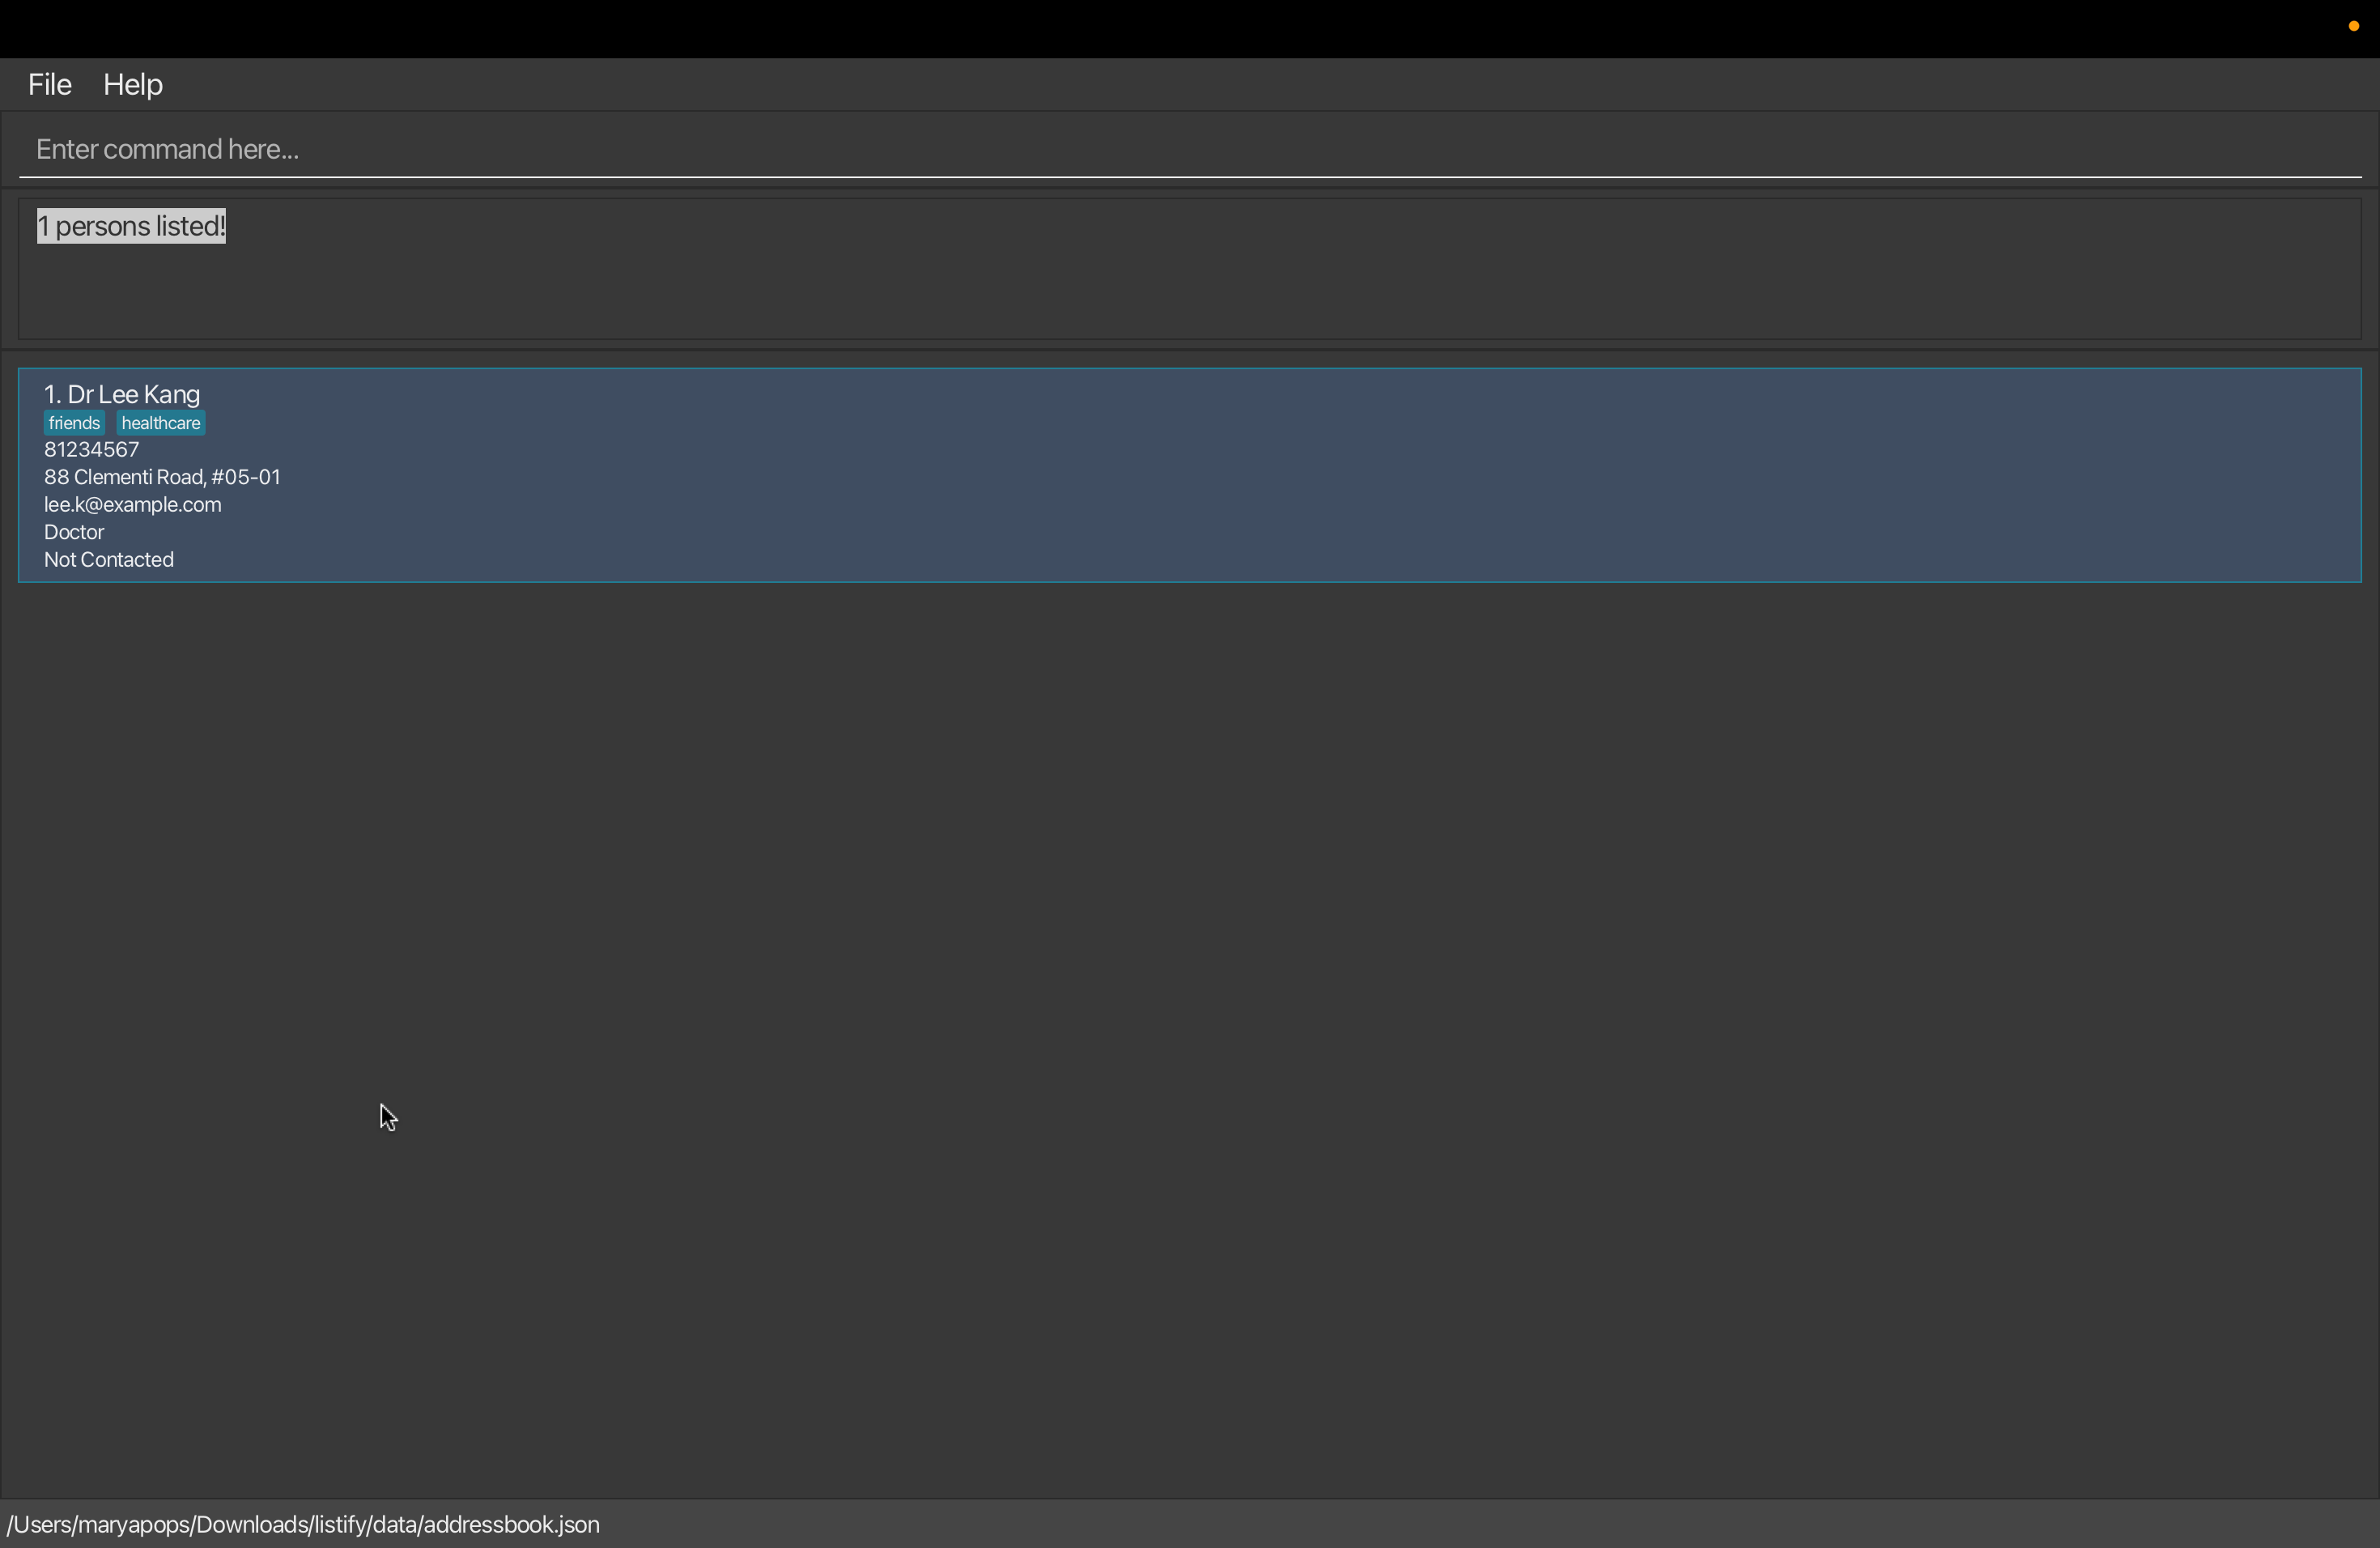 File Help
Enter command here...
1 persons listed!
1. Dr Lee Kang
friends healthcare
81234567
88 Clementi Road, #05-01
lee.k@example.com
Doctor
Not Contacted
/Users/maryapops/Downloads/listify/data/addressbook.json